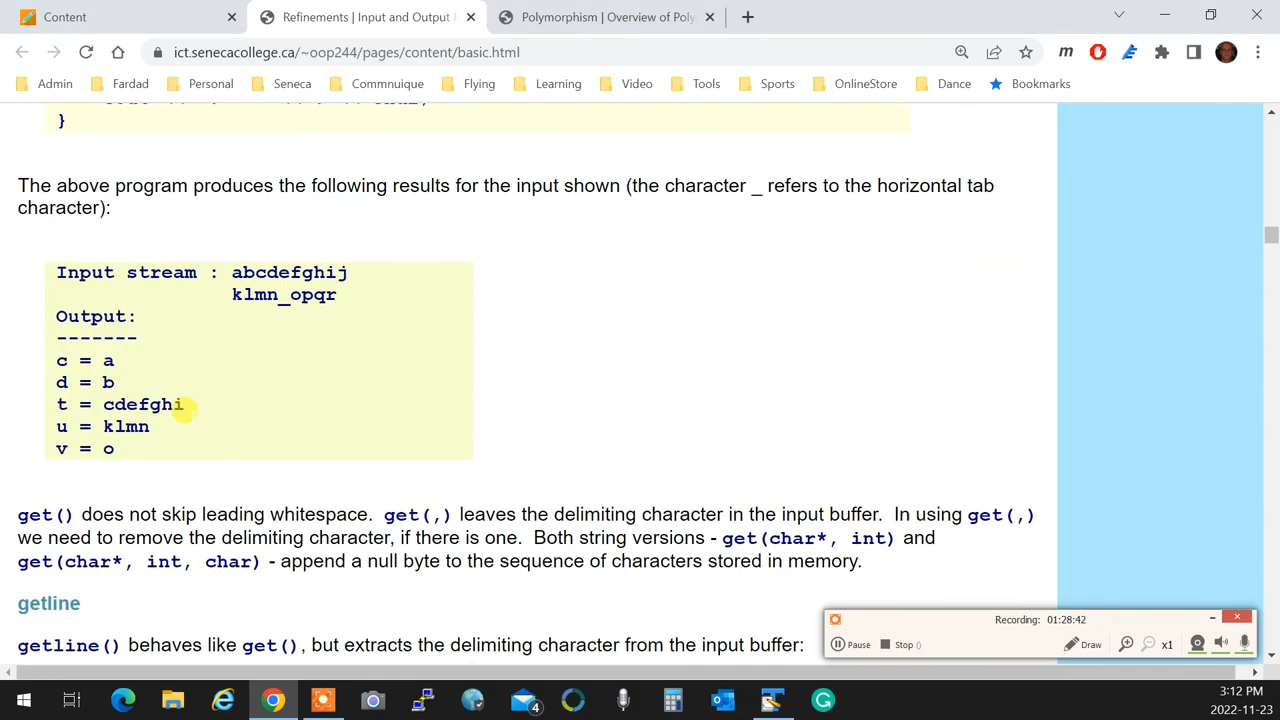 Content
Refinements | Input and Output
Polymorphism | Overview of Poly
ict.senecacollege.ca/~oop244/pages/content/basic.html
Admin
Fardad
Personal
Seneca
Commnuique
Flying
Learning
Video
Tools
Sports
OnlineStore
Dance
Bookmarks
}
The above program produces the following results for the input shown (the character _ refers to the horizontal tab
character):
Input stream : abcdefghij
klmn_opqr
Output:
-------
c = a
d = b
t = cdefghi
u = klmn
v = o
get() does not skip leading whitespace. get(,) leaves the delimiting character in the input buffer. In using get(,)
we need to remove the delimiting character, if there is one. Both string versions - get(char*, int) and
get(char*, int, char) - append a null byte to the sequence of characters stored in memory.
getline
getline() behaves like get(), but extracts the delimiting character from the input buffer:
Recording: 01:28:42
Pause
Stop ()
Draw
x1
4
3:12 PM
2022-11-23